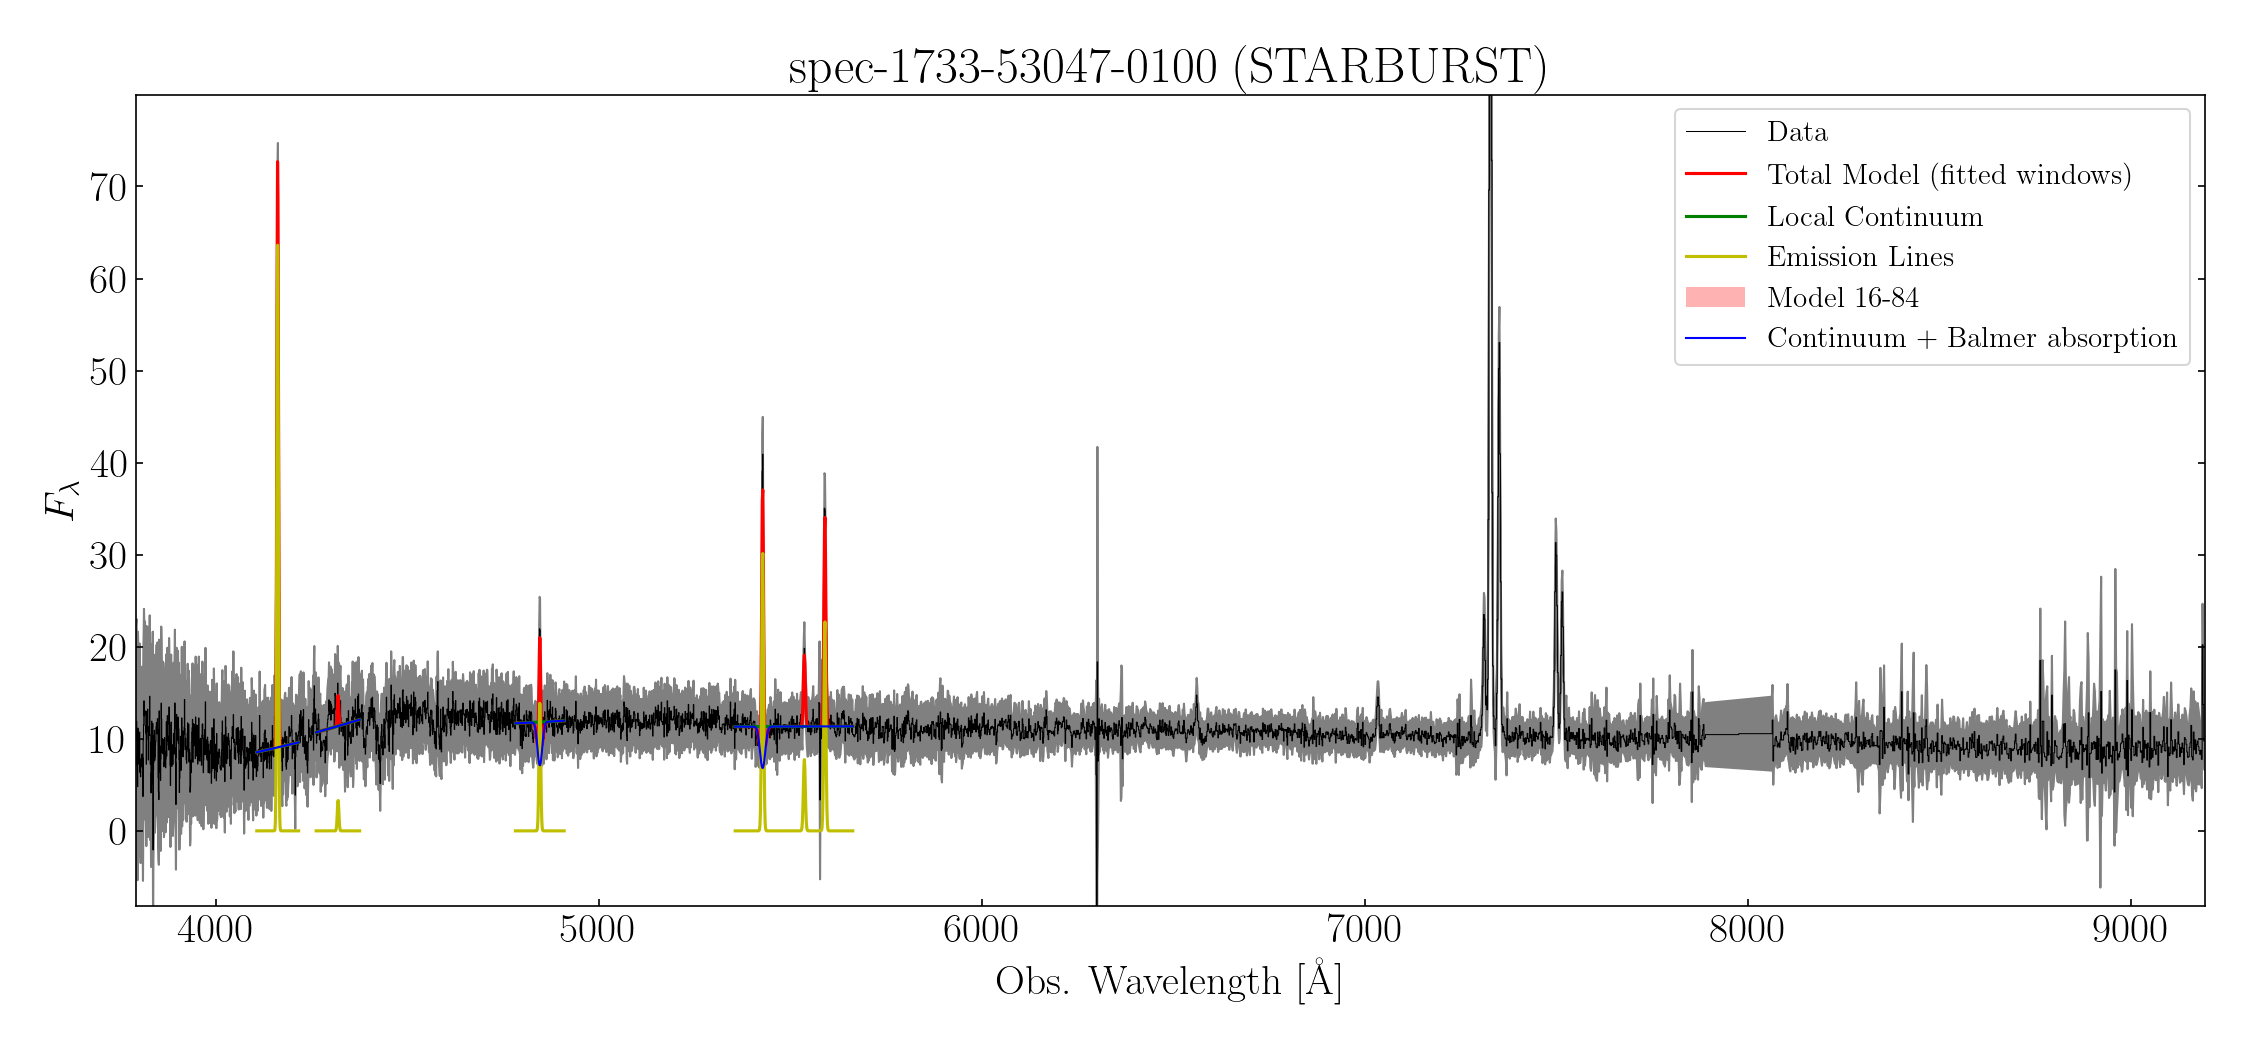 spec-1733-53047-0100 (STARBURST)
Data
Total Model (fitted windows)
Local Continuum
Emission Lines
Model 16-84
Continuum + Balmer absorption
70
60
50
40
30
20
10
0
F_λ
4000 5000 6000 7000 8000 9000
Obs. Wavelength [Å]